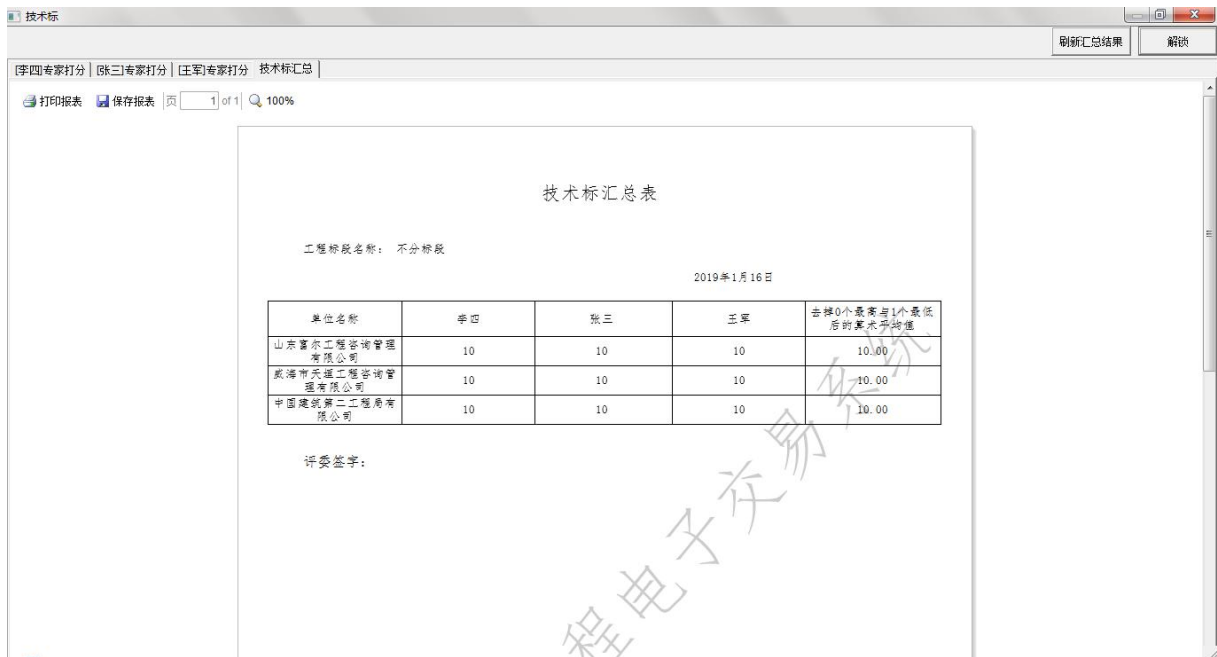 技术标
刷新汇总结果 解锁
[李四]专家打分 [张三]专家打分 [王军]专家打分 技术标汇总
打印报表 保存报表 页 1 of 1 100%
技术标汇总表
工程标段名称： 不分标段
2019年1月16日
单位名称 李四 张三 王军 去掉0个最高与1个最低
后的算术平均值
山东富尔工程咨询管理
有限公司 10 10 10 10.00
威海市天垣工程咨询管
理有限公司 10 10 10 10.00
中国建筑第二工程局有
限公司 10 10 10 10.00
评委签字：
程电子交易系统